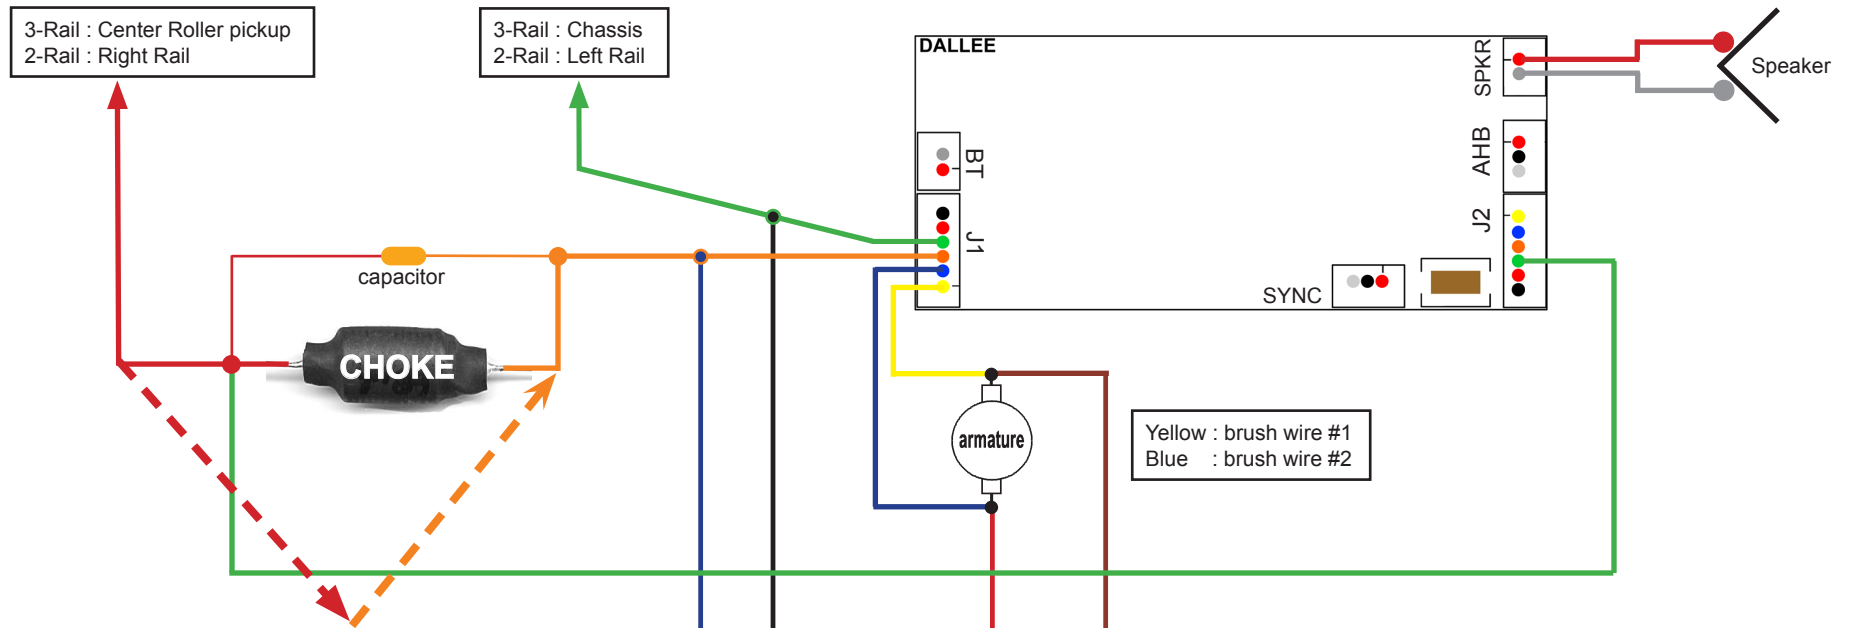 3-Rail : Center Roller pickup
2-Rail : Right Rail
3-Rail : Chassis
2-Rail : Left Rail
DALLEE
SPKR
Speaker
BT
AHB
J1
J2
capacitor
SYNC
CHOKE
armature
Yellow : brush wire #1
Blue : brush wire #2